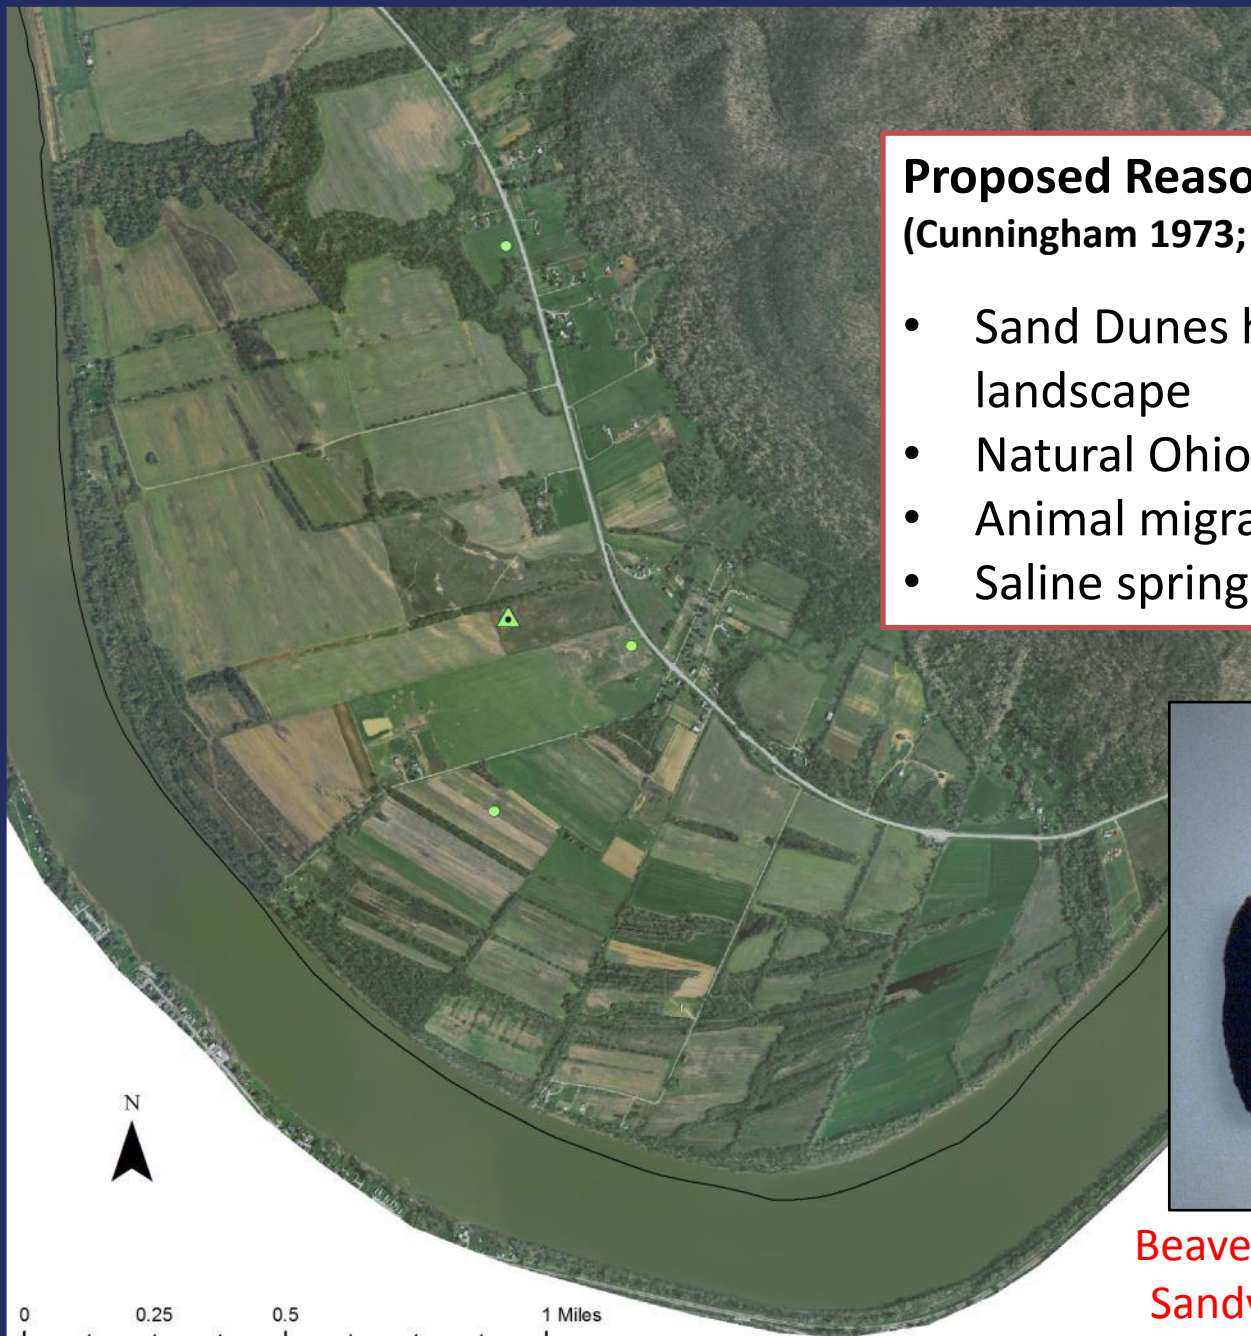 Proposed Reaso
(Cunningham 1973;
• Sand Dunes h
landscape
• Natural Ohio
• Animal migra
• Saline spring
N
0 0.25 0.5 1 Miles
Beave
Sandy